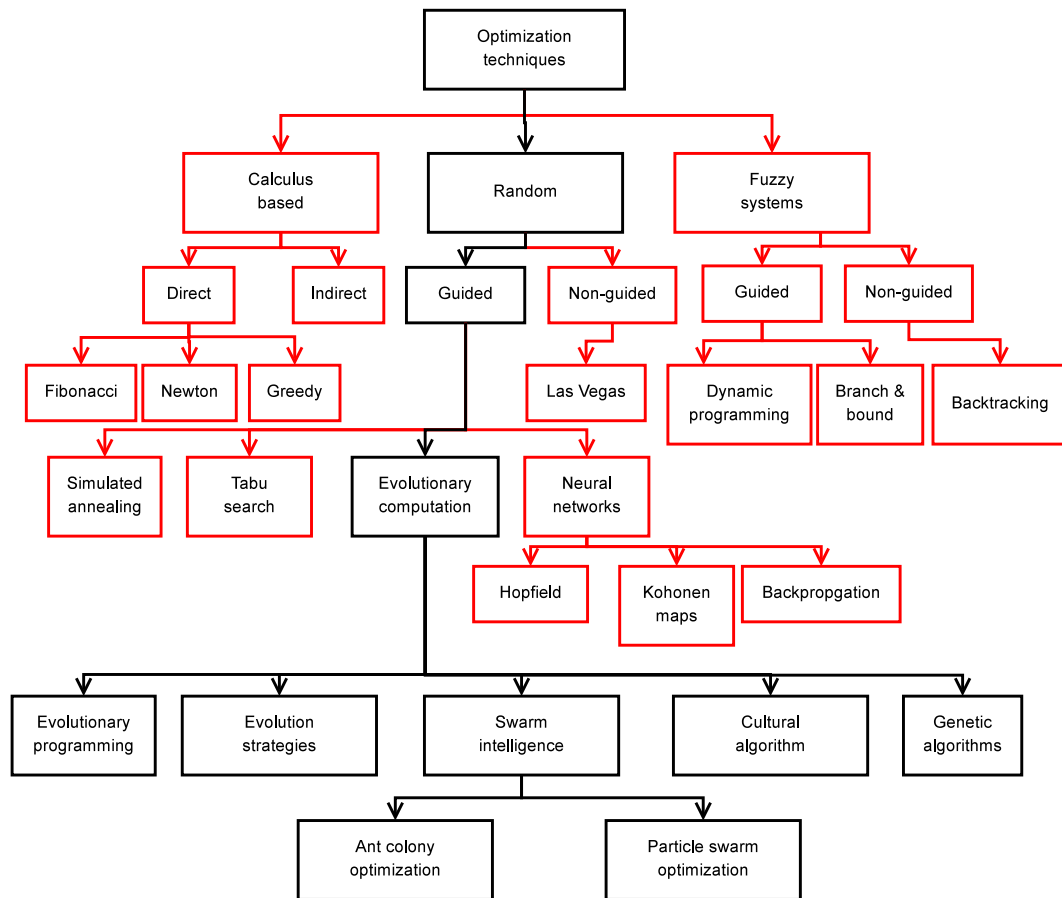 Optimization
techniques
Calculus
based
Random
Fuzzy
systems
Direct
Indirect
Guided
Non-guided
Guided
Non-guided
Fibonacci
Newton
Greedy
Las Vegas
Dynamic
programming
Branch &
bound
Backtracking
Simulated
annealing
Tabu
search
Evolutionary
computation
Neural
networks
Hopfield
Kohonen
maps
Backpropgation
Evolutionary
programming
Evolution
strategies
Swarm
intelligence
Cultural
algorithm
Genetic
algorithms
Ant colony
optimization
Particle swarm
optimization